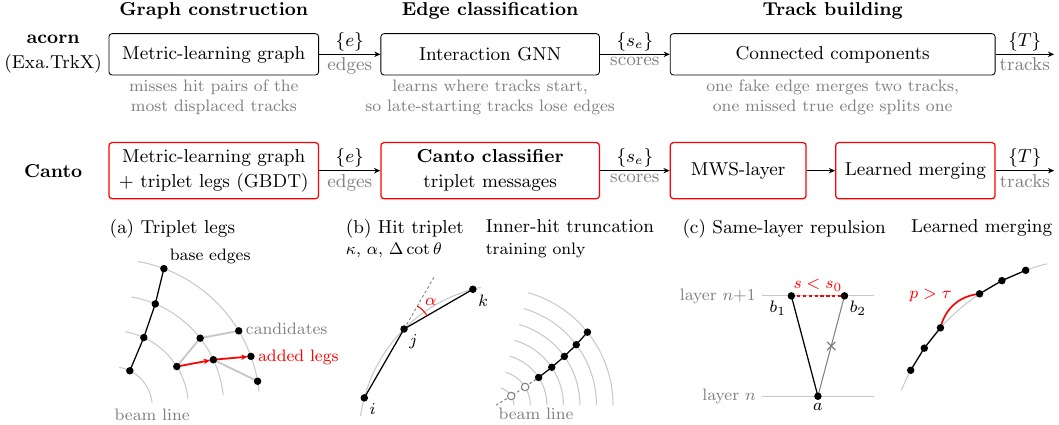 Graph construction
Edge classification
Track building
acorn
(Exa.TrkX)
Metric-learning graph
{e}
edges
Interaction GNN
{s_e}
scores
Connected components
{T}
tracks
misses hit pairs of the
most displaced tracks
learns where tracks start,
so late-starting tracks lose edges
one fake edge merges two tracks,
one missed true edge splits one
Canto
Metric-learning graph
+ triplet legs (GBDT)
{e}
edges
Canto classifier
triplet messages
{s_e}
scores
MWS-layer
Learned merging
{T}
tracks
(a) Triplet legs
base edges
candidates
added legs
beam line
(b) Hit triplet
κ, α, Δ cot θ
α
k
j
i
Inner-hit truncation
training only
beam line
(c) Same-layer repulsion
s < s₀
layer n+1
b₁
b₂
layer n
a
Learned merging
p > τ